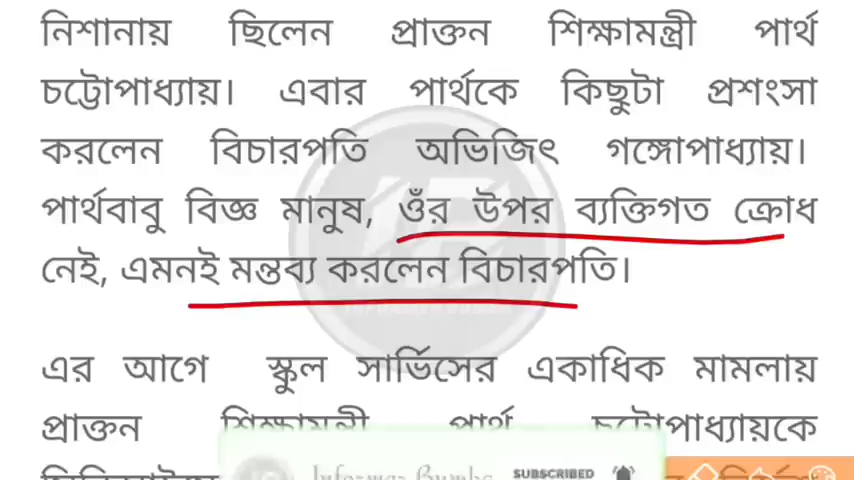 নিশানায় ছিলেন প্রাক্তন শিক্ষামন্ত্রী পার্থ
চট্টোপাধ্যায়। এবার পার্থকে কিছুটা প্রশংসা
করলেন বিচারপতি অভিজিৎ গঙ্গোপাধ্যায়।
পার্থবাবু বিজ্ঞ মানুষ, ওঁর উপর ব্যক্তিগত ক্রোধ
নেই, এমনই মন্তব্য করলেন বিচারপতি।
এর আগে স্কুল সার্ভিসের একাধিক মামলায়
প্রাক্তন শিক্ষামন্ত্রী পার্থ চট্টোপাধ্যায়কে
SUBSCRIBED